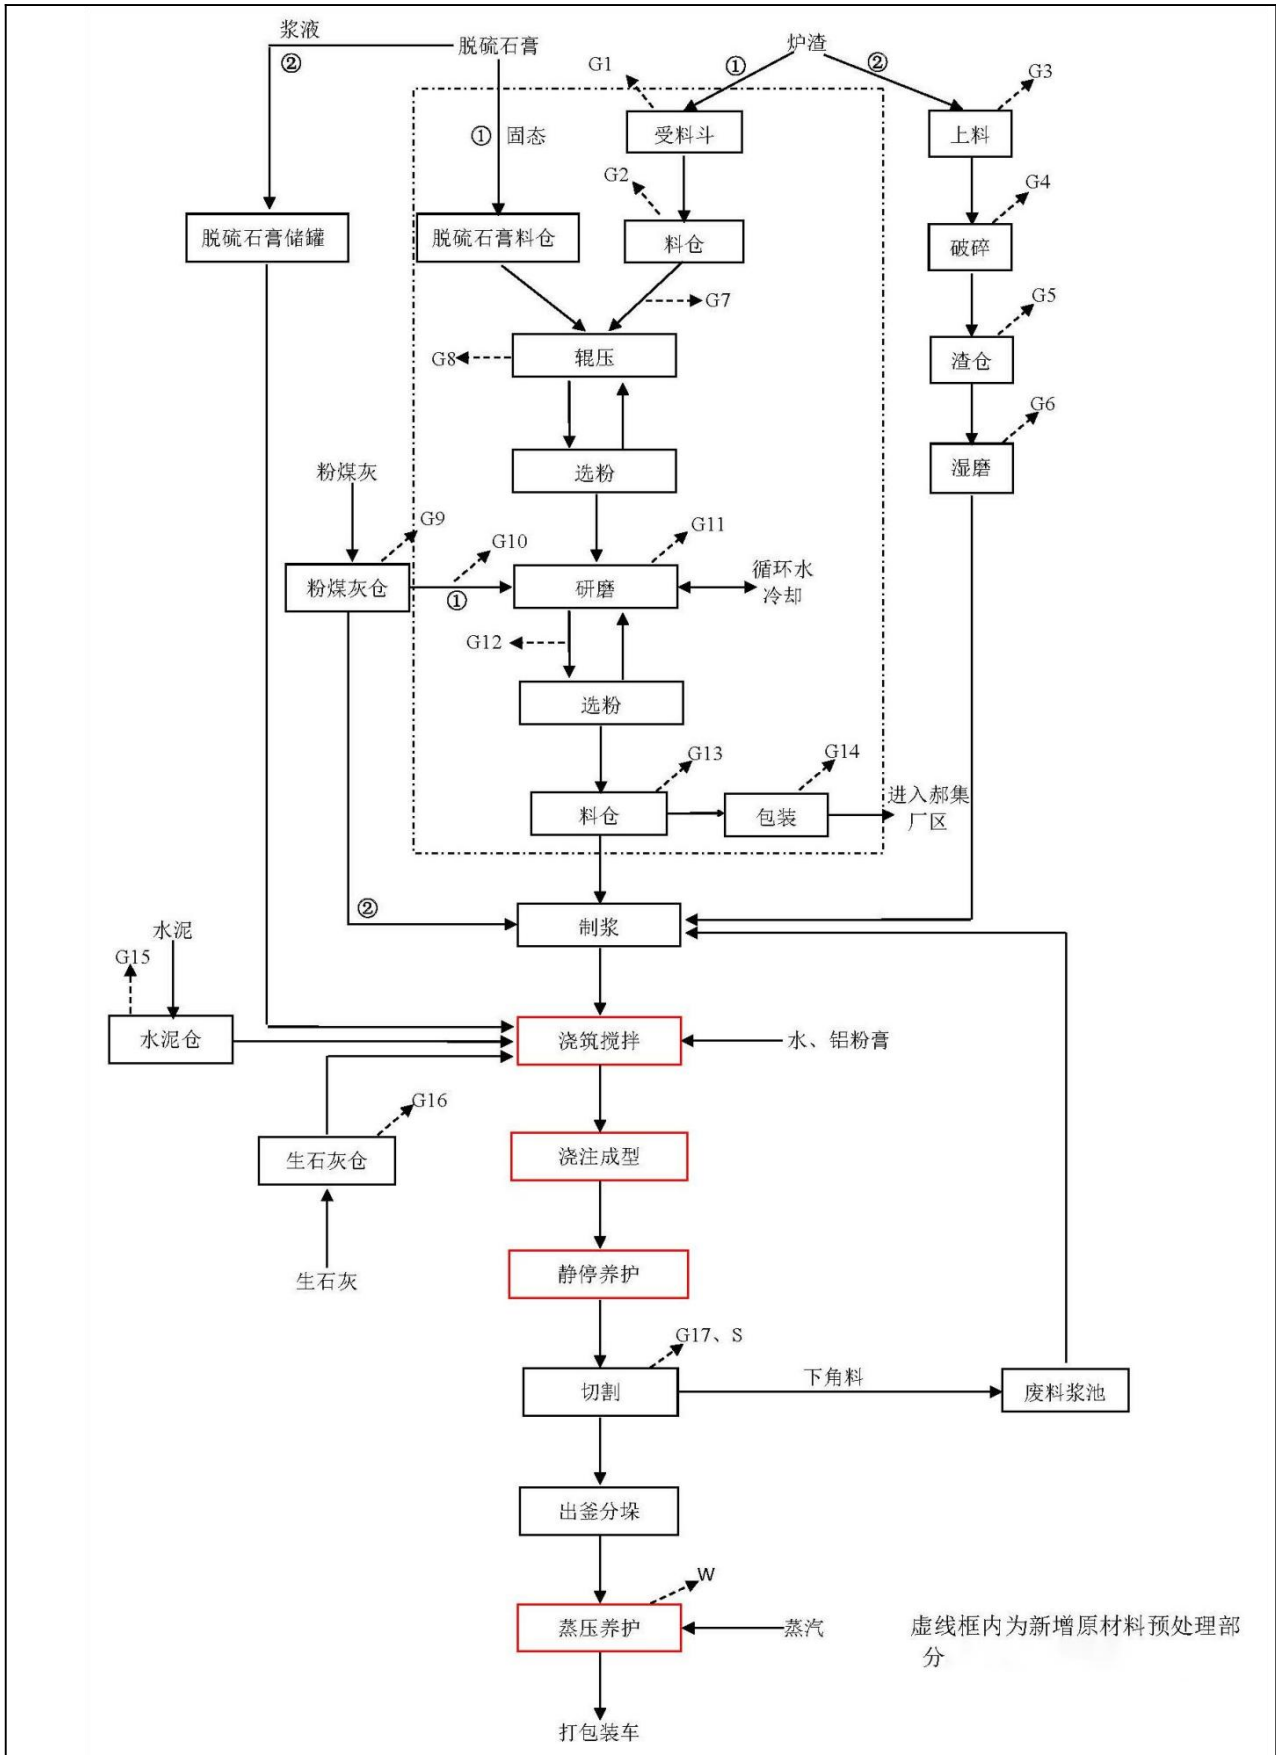 浆液
脱硫石膏
炉渣
②
G1
①
②
G3
① 固态
受料斗
上料
G2
G4
脱硫石膏储罐
脱硫石膏料仓
料仓
破碎
G7
G5
G8
辊压
渣仓
G6
粉煤灰
选粉
湿磨
G9
G10
G11
粉煤灰仓
①
研磨
循环水
冷却
G12
选粉
G13
G14
料仓
包装
进入郝集
厂区
②
制浆
水泥
G15
水泥仓
浇筑搅拌
水、铝粉膏
G16
生石灰仓
浇注成型
生石灰
静停养护
G17、S
切割
下角料
废料浆池
出釜分垛
W
蒸压养护
蒸汽
虚线框内为新增原材料预处理部
分
打包装车